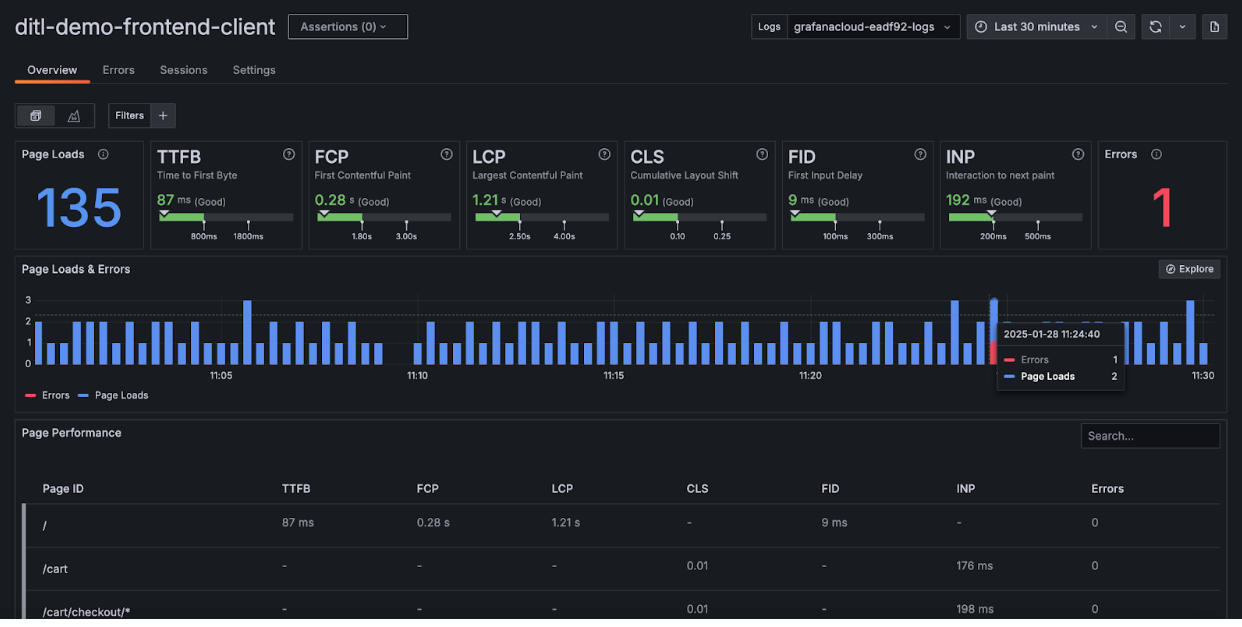 ditl-demo-frontend-client Assertions (0) Logs grafanacloud-eadf92-logs Last 30 minutes
Overview Errors Sessions Settings
Filters +
Page Loads TTFB FCP LCP CLS FID INP Errors
Time to First Byte First Contentful Paint Largest Contentful Paint Cumulative Layout Shift First Input Delay Interaction to next paint
135 87 ms (Good) 0.28 s (Good) 1.21 s (Good) 0.01 (Good) 9 ms (Good) 192 ms (Good) 1
800ms 1800ms 1.80s 3.00s 2.50s 4.00s 0.10 0.25 100ms 300ms 200ms 500ms
Page Loads & Errors Explore
3
2
1
0
2025-01-28 11:24:40
Errors 1
Page Loads 2
11:05 11:10 11:15 11:20 11:30
Errors Page Loads
Page Performance Search...
Page ID TTFB FCP LCP CLS FID INP Errors
/ 87 ms 0.28 s 1.21 s - 9 ms - 0
/cart - - - 0.01 - 176 ms 0
/cart/checkout/* - - - 0.01 - 198 ms 0